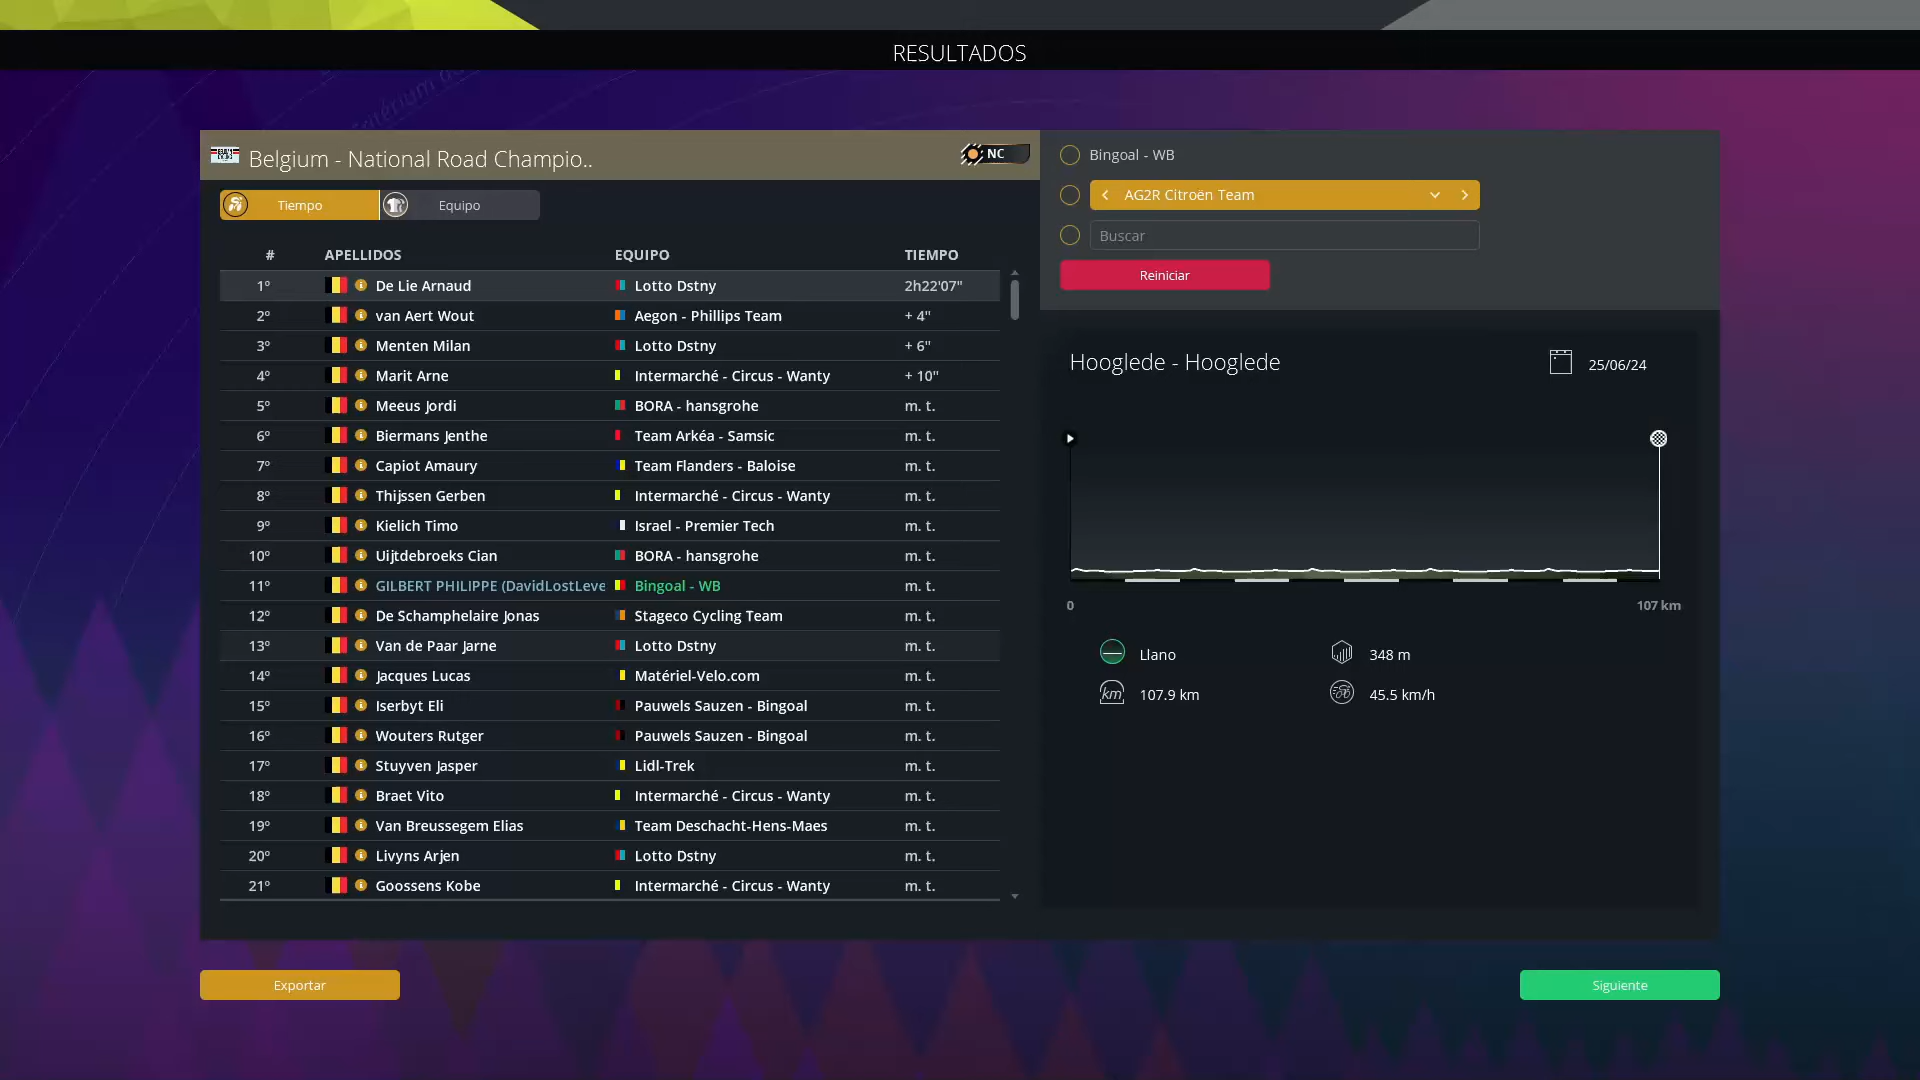 RESULTADOS
Belgium - National Road Champio..
NC
Tiempo
Equipo
# APELLIDOS EQUIPO TIEMPO
1º De Lie Arnaud Lotto Dstny 2h22'07"
2º van Aert Wout Aegon - Phillips Team + 4"
3º Menten Milan Lotto Dstny + 6"
4º Marit Arne Intermarché - Circus - Wanty + 10"
5º Meeus Jordi BORA - hansgrohe m. t.
6º Biermans Jenthe Team Arkéa - Samsic m. t.
7º Capiot Amaury Team Flanders - Baloise m. t.
8º Thijssen Gerben Intermarché - Circus - Wanty m. t.
9º Kielich Timo Israel - Premier Tech m. t.
10º Uijtdebroeks Cian BORA - hansgrohe m. t.
11º GILBERT PHILIPPE (DavidLostLeve Bingoal - WB m. t.
12º De Schamphelaire Jonas Stageco Cycling Team m. t.
13º Van de Paar Jarne Lotto Dstny m. t.
14º Jacques Lucas Matériel-Velo.com m. t.
15º Iserbyt Eli Pauwels Sauzen - Bingoal m. t.
16º Wouters Rutger Pauwels Sauzen - Bingoal m. t.
17º Stuyven Jasper Lidl-Trek m. t.
18º Braet Vito Intermarché - Circus - Wanty m. t.
19º Van Breussegem Elias Team Deschacht-Hens-Maes m. t.
20º Livyns Arjen Lotto Dstny m. t.
21º Goossens Kobe Intermarché - Circus - Wanty m. t.
Bingoal - WB
AG2R Citroën Team
Buscar
Reiniciar
Hooglede - Hooglede
25/06/24
0
107 km
Llano
348 m
km 107.9 km
45.5 km/h
Exportar
Siguiente